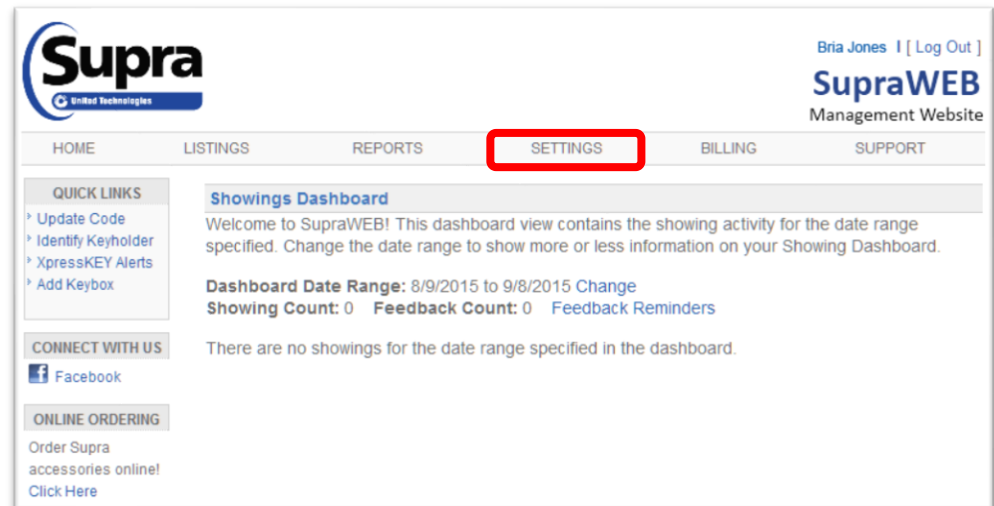 Supra
United Technologies
Bria Jones | [ Log Out ]
SupraWEB
Management Website
HOME LISTINGS REPORTS SETTINGS BILLING SUPPORT
QUICK LINKS
Update Code
Identify Keyholder
XpressKEY Alerts
Add Keybox
CONNECT WITH US
Facebook
ONLINE ORDERING
Order Supra
accessories online!
Click Here
Showings Dashboard
Welcome to SupraWEB! This dashboard view contains the showing activity for the date range
specified. Change the date range to show more or less information on your Showing Dashboard.
Dashboard Date Range: 8/9/2015 to 9/8/2015 Change
Showing Count: 0 Feedback Count: 0 Feedback Reminders
There are no showings for the date range specified in the dashboard.